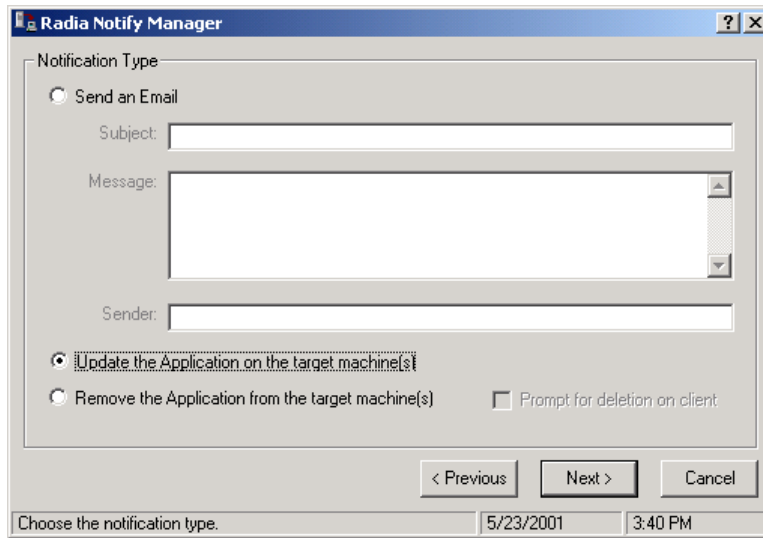 Radia Notify Manager
Notification Type
Send an Email
Subject:
Message:
Sender:
Update the Application on the target machine(s)
Remove the Application from the target machine(s) Prompt for deletion on client
< Previous Next > Cancel
Choose the notification type. 5/23/2001 3:40 PM